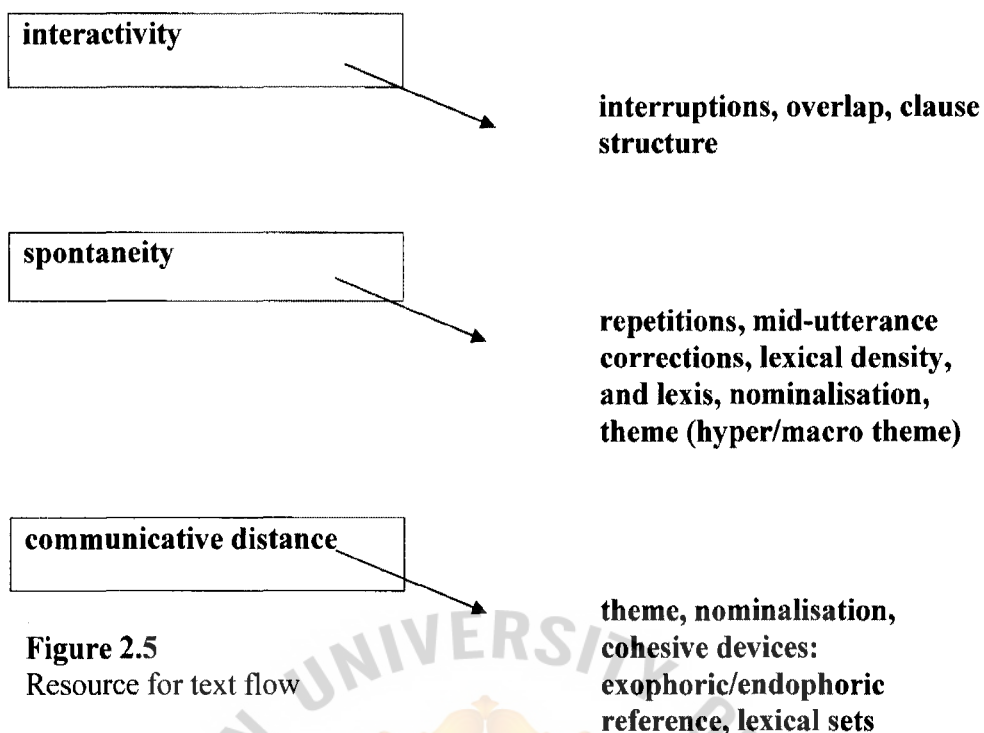 interactivity
interruptions, overlap, clause
structure
spontaneity
repetitions, mid-utterance
corrections, lexical density,
and lexis, nominalisation,
theme (hyper/macro theme)
communicative distance
theme, nominalisation,
cohesive devices:
exophoric/endophoric
reference, lexical sets
Figure 2.5
Resource for text flow
UNIVERSITY